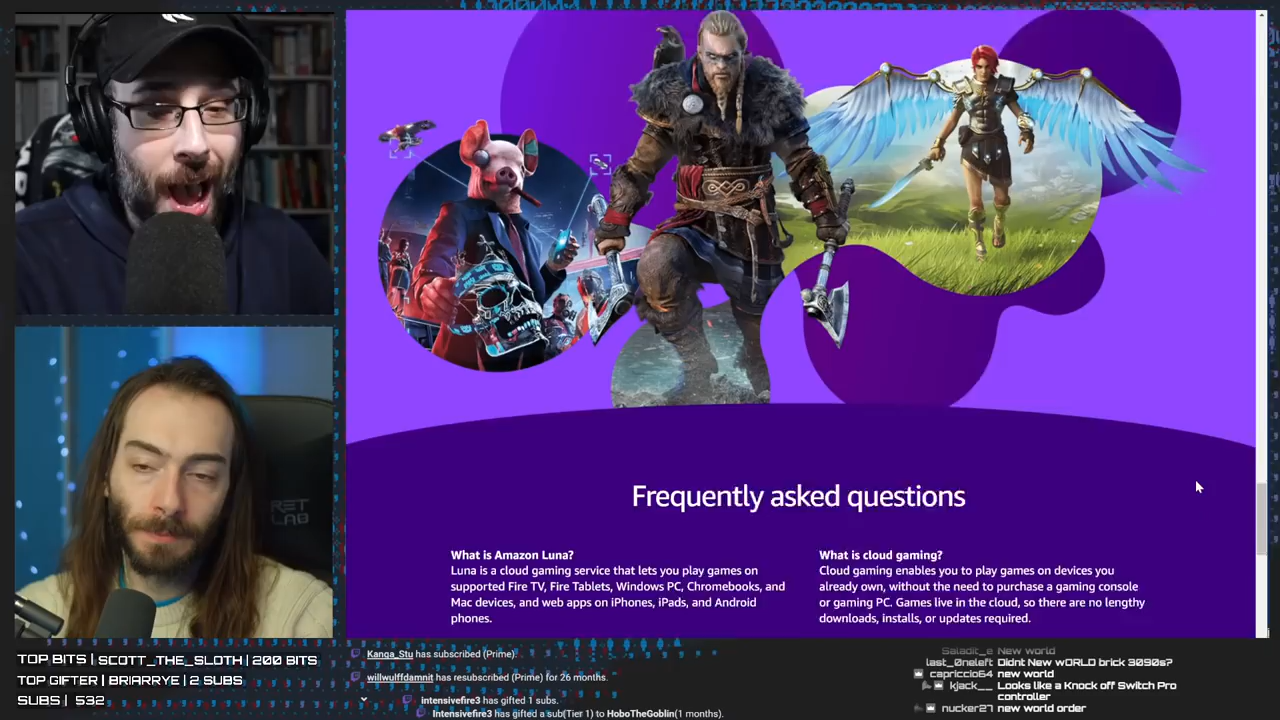 RET
LAB
Frequently asked questions
What is Amazon Luna?
Luna is a cloud gaming service that lets you play games on
supported Fire TV, Fire Tablets, Windows PC, Chromebooks, and
Mac devices, and web apps on iPhones, iPads, and Android
phones.
What is cloud gaming?
Cloud gaming enables you to play games on devices you
already own, without the need to purchase a gaming console
or gaming PC. Games live in the cloud, so there are no lengthy
downloads, installs, or updates required.
TOP BITS | SCOTT_THE_SLOTH | 200 BITS
TOP GIFTER | BRIARRYE | 2 SUBS
SUBS | 532
Kanga_Stu has subscribed (Prime).
willwulffdamnit has resubscribed (Prime) for 26 months.
intensivefire3 has gifted 1 subs.
Intensivefire3 has gifted a sub(Tier 1) to HoboTheGoblin(1 months).
Saladit_e New world
last_0neleft Didnt New wORLD brick 3090s?
capriccio64 new world
kjack__ Looks like a Knock off Switch Pro
controller
nucker27 new world order